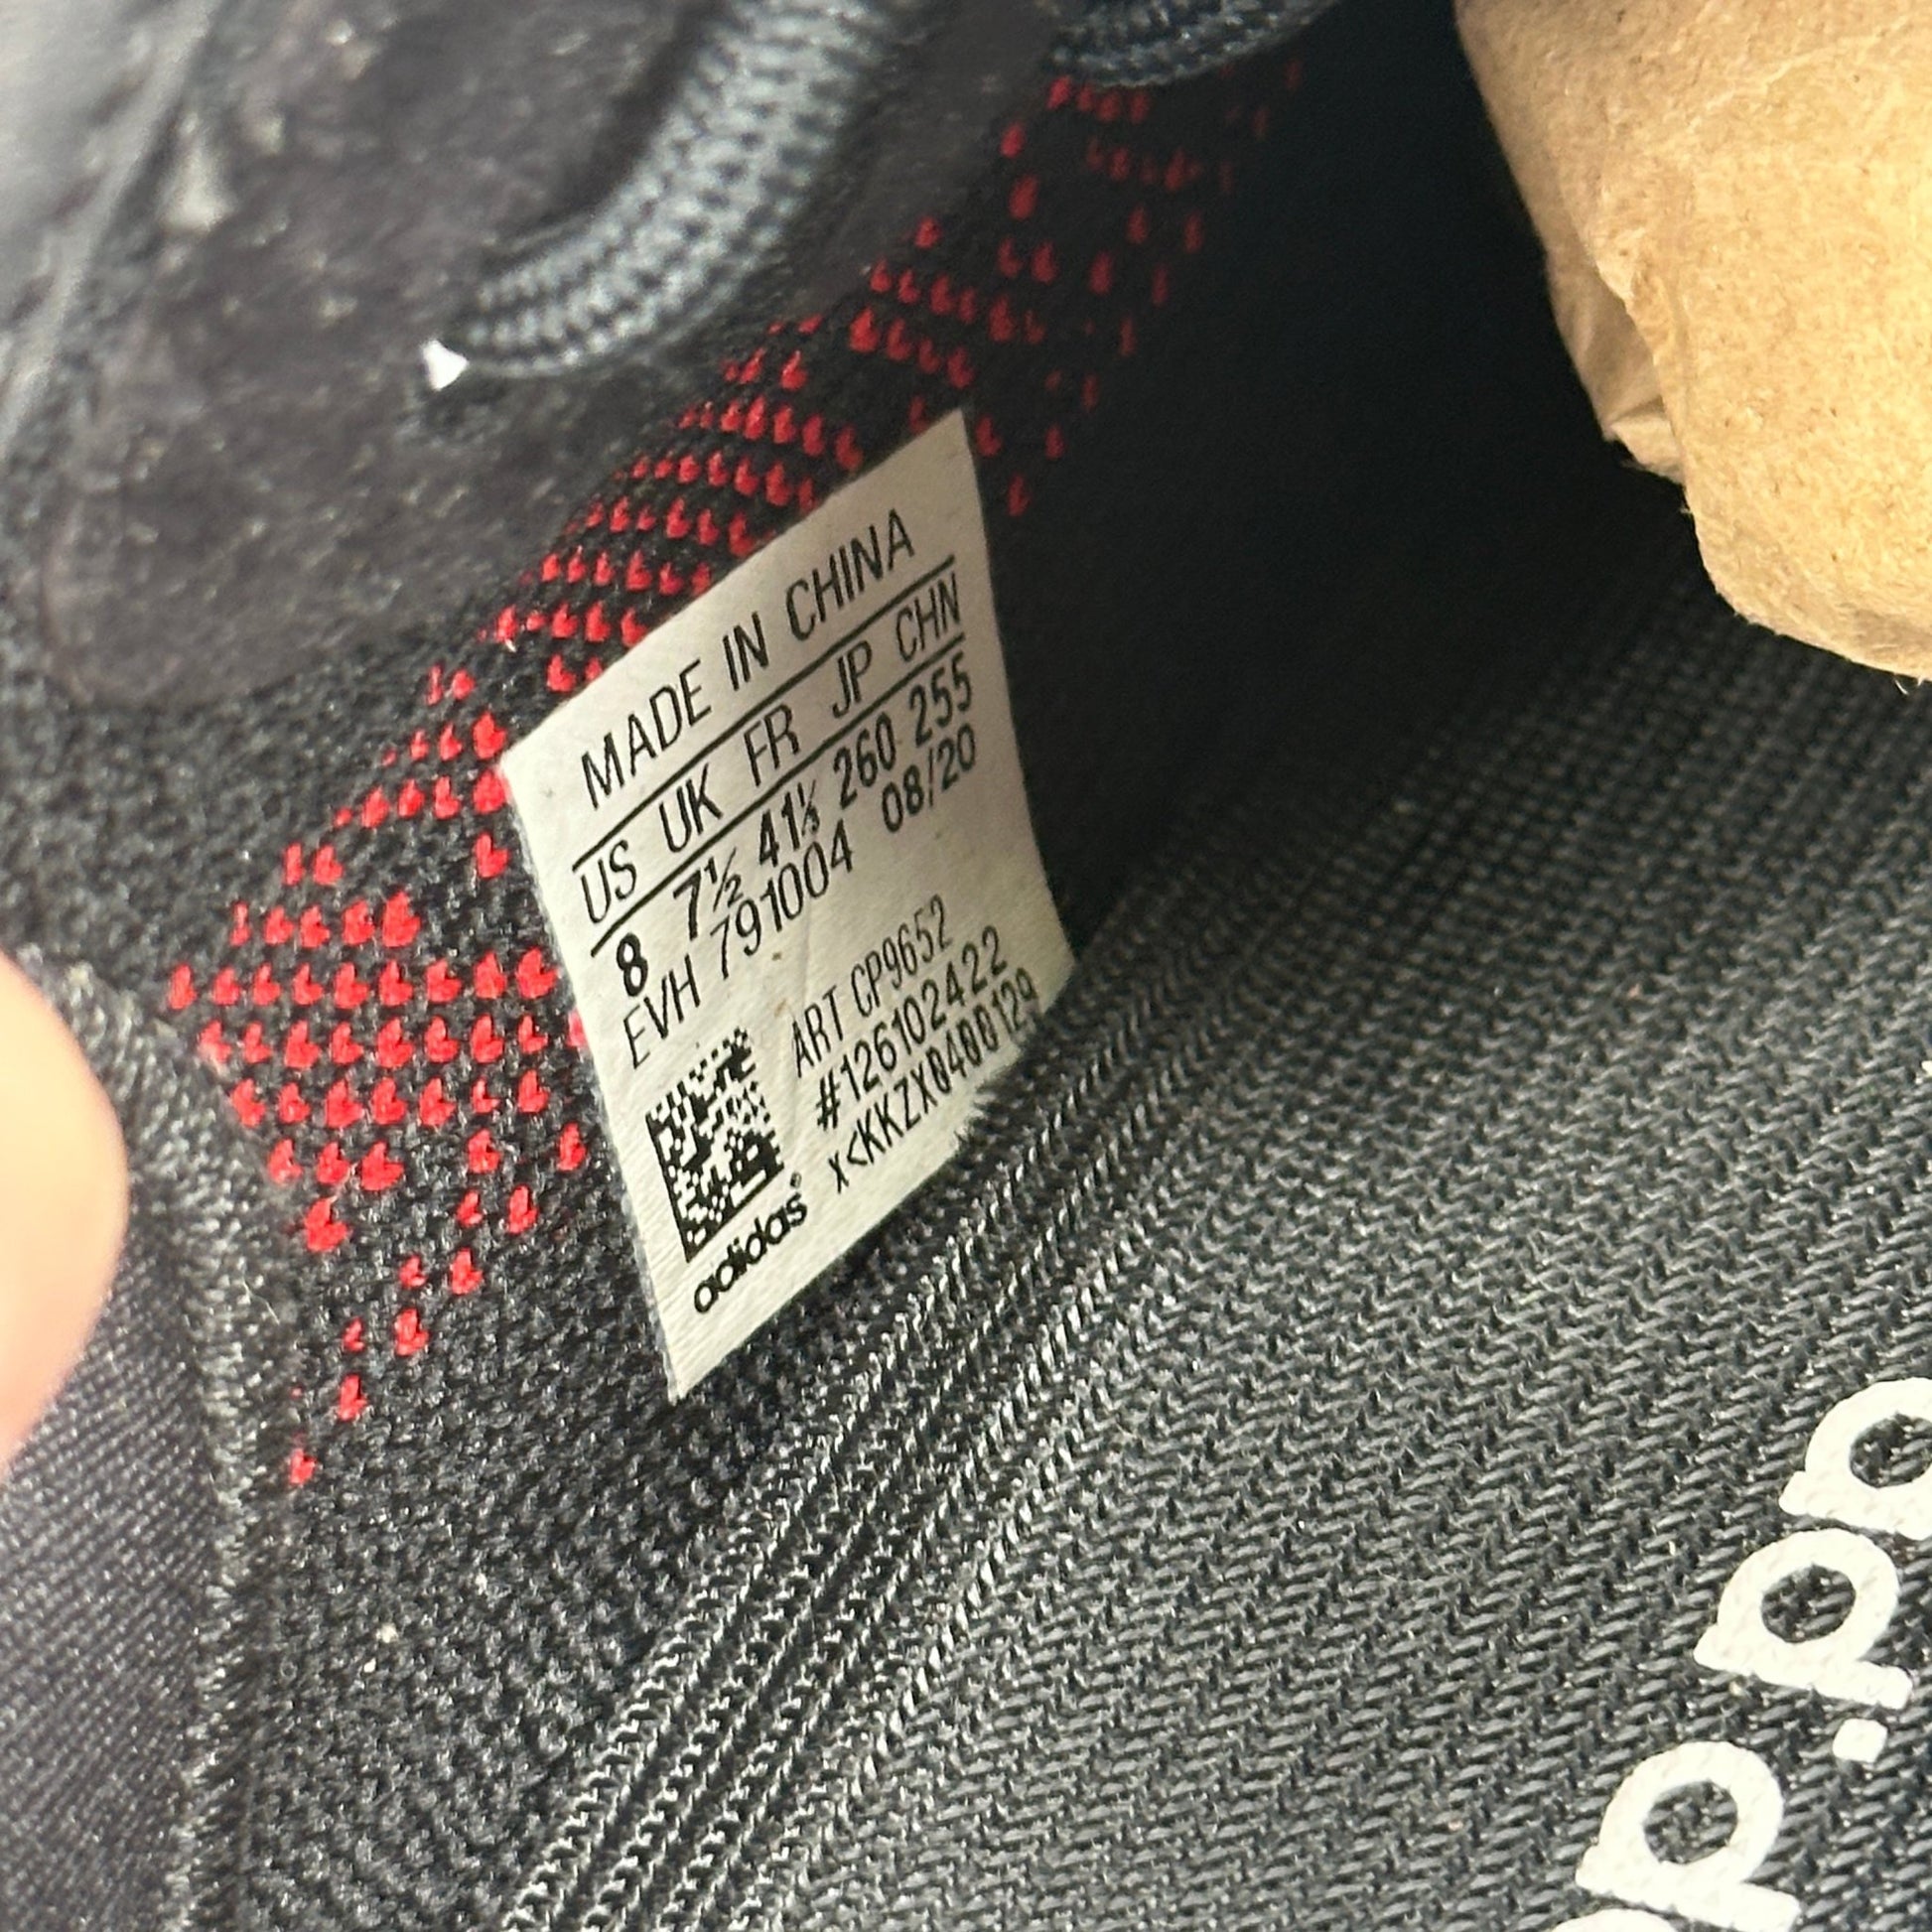 MADE IN CHINA
US UK FR JP CHN
8 7½ 41⅓ 260 255
EVH 791004 08/20
ART CP9652
#126102422
X<KKZX0400129
adidas®